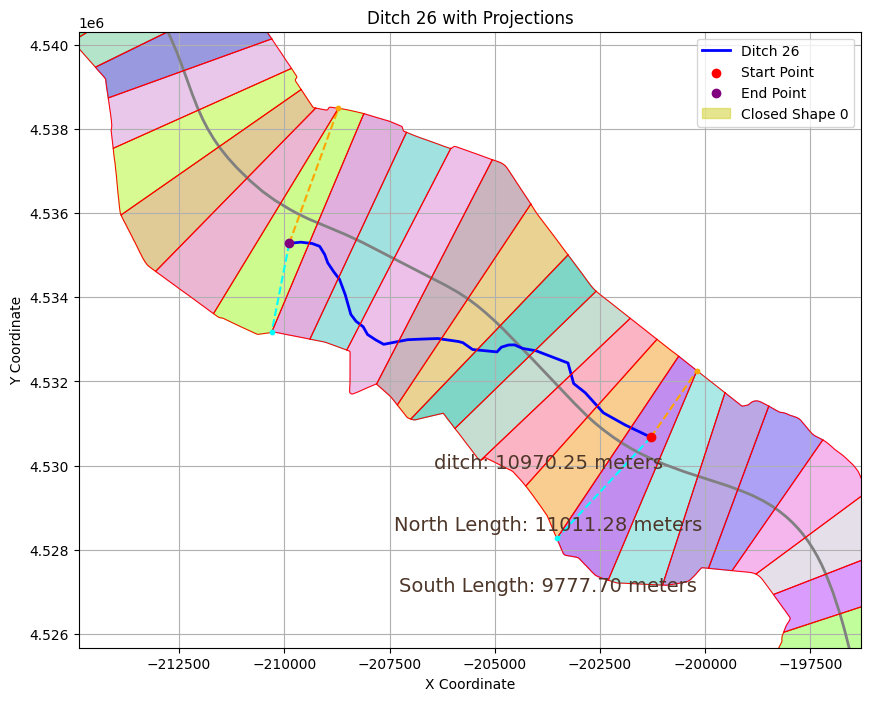 Ditch 26 with Projections
1e6
Ditch 26
Start Point
End Point
Closed Shape 0
4.540
4.538
4.536
4.534
4.532
4.530
4.528
4.526
Y Coordinate
ditch: 10970.25 meters
North Length: 11011.28 meters
South Length: 9777.70 meters
−212500
−210000
−207500
−205000
−202500
−200000
−197500
X Coordinate